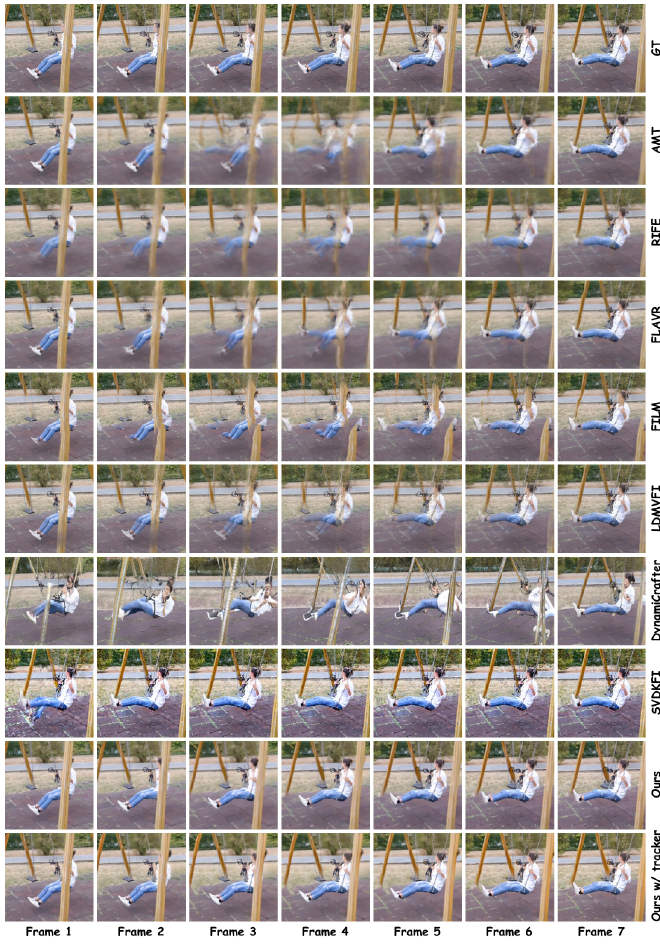 GT
AMT
RIFE
FLAVR
FILM
LDMVFI
DynamiCrafter
SVDKFI
Ours
Ours w/ tracker
Frame 1 Frame 2 Frame 3 Frame 4 Frame 5 Frame 6 Frame 7